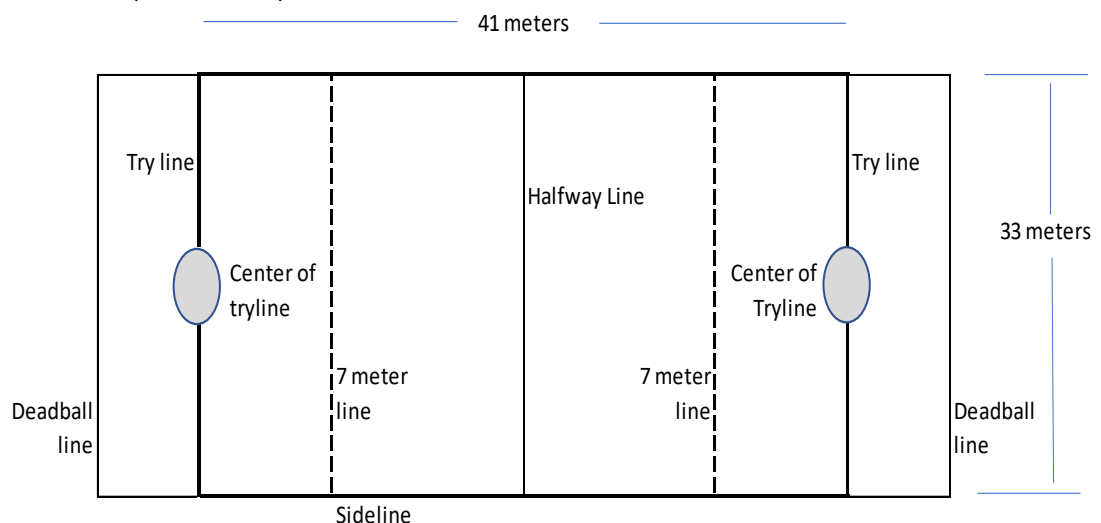 41 meters
Try line
Try line
Halfway Line
33 meters
Center of
tryline
Center of
Tryline
7 meter
line
7 meter
line
Deadball
line
Deadball
line
Sideline